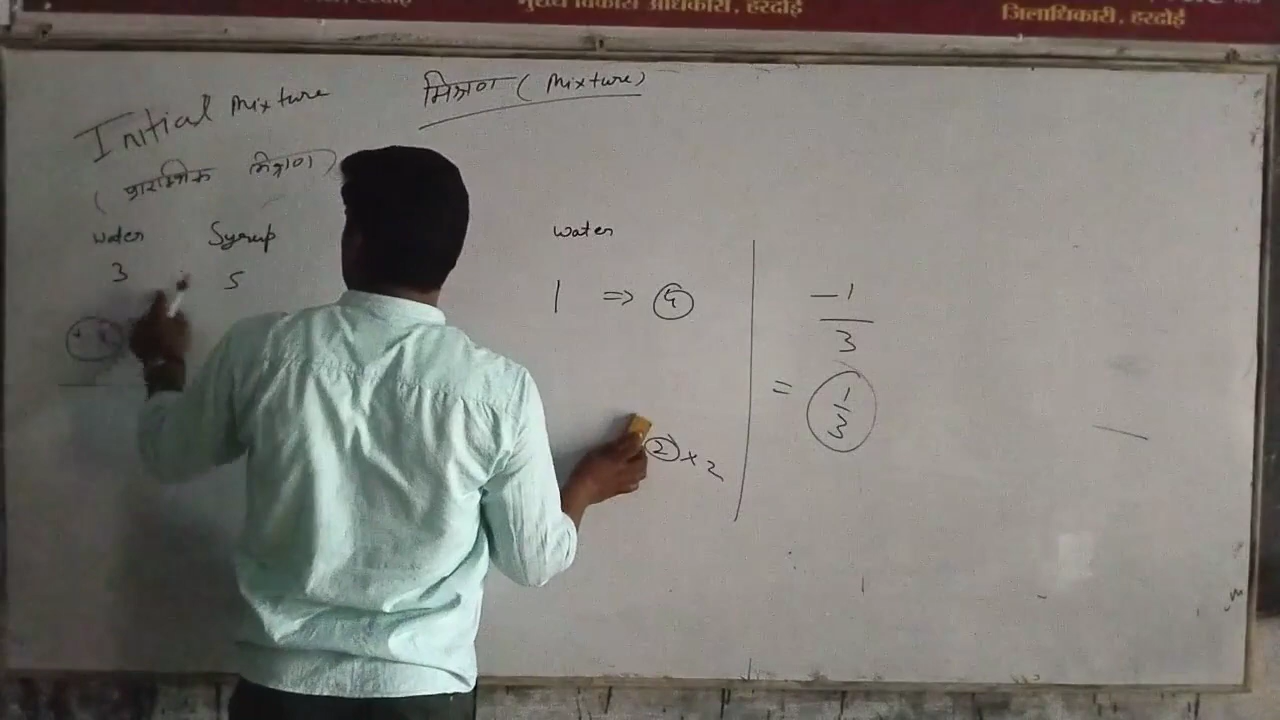 हरदोई
मुख्य विकास अधिकारी, हरदोई
जिलाधिकारी, हरदोई
Initial Mixture
मिश्रण (Mixture)
(प्रारम्भिक मिश्रण)
water Syrup
3 : 5
water
1 ⇒
2 × 2
-1
3
= 1
3